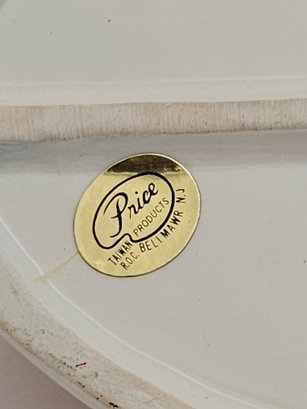 Price
PRODUCTS
BELLMAWR N.J
TAIWAN
R.O.C.